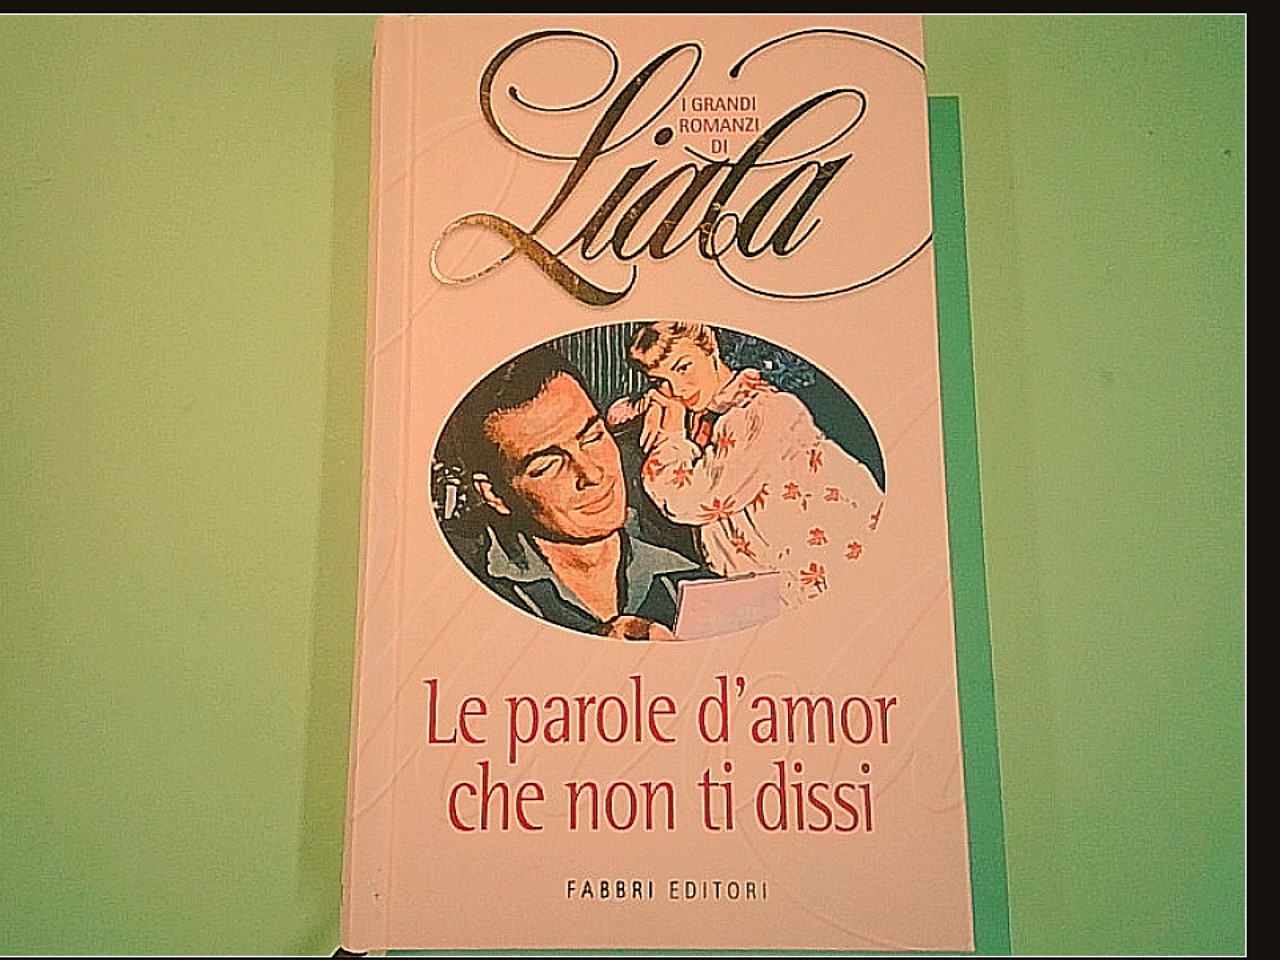 I GRANDI
ROMANZI
DI
Liala
Le parole d'amor
che non ti dissi
FABBRI EDITORI